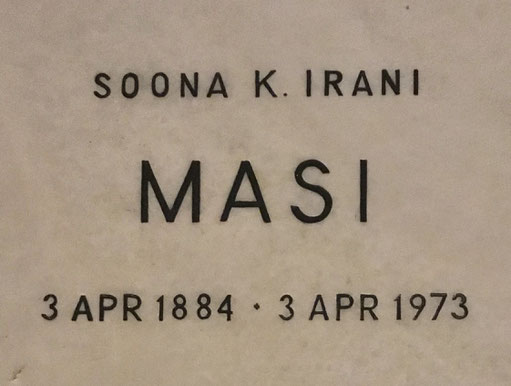 SOONA K. IRANI
MASI
3 APR 1884 · 3 APR 1973